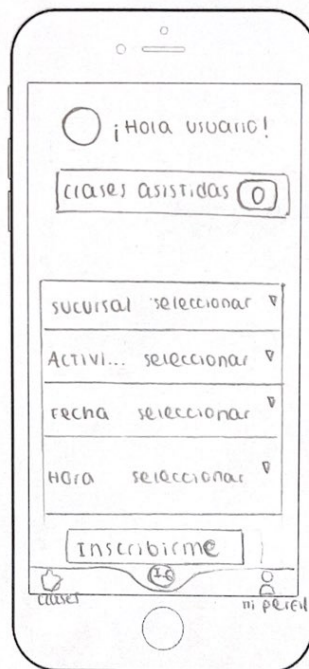 ¡Hola usuario!
clases asistidas 0
sucursal seleccionar
Activi... seleccionar
Fecha seleccionar
Hora seleccionar
Inscribirme
clases mi perfil